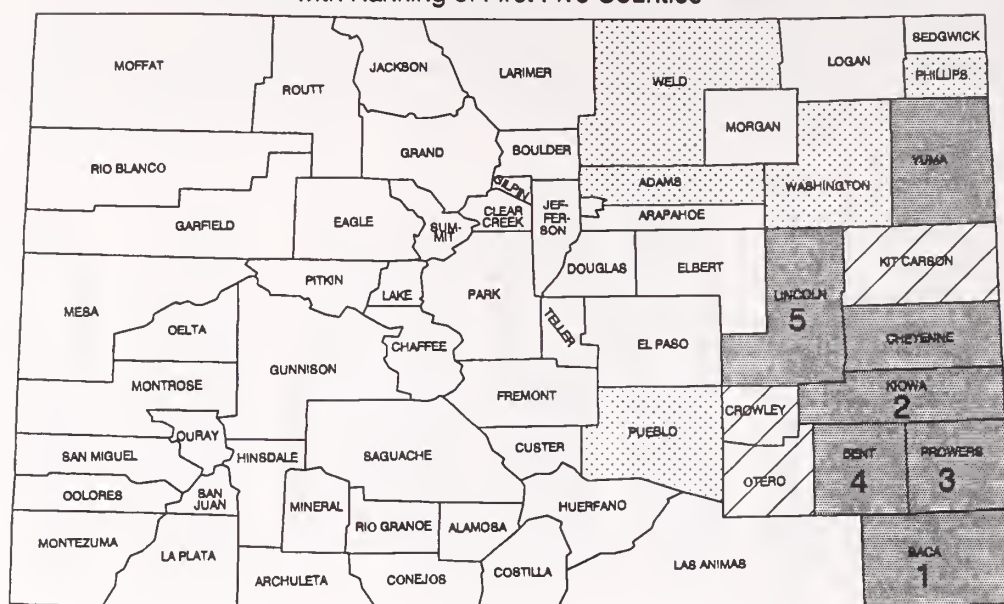 with Ranking of First Five Counties
MOFFAT
ROUTT
JACKSON
LARIMER
WELD
LOGAN
SEDGWICK
PHILLIPS
MORGAN
YUMA
RIO BLANCO
GRAND
BOULDER
GILPIN
ADAMS
WASHINGTON
GARFIELD
EAGLE
SUM-
MIT
CLEAR
CREEK
JEF-
FER-
SON
ARAPAHOE
KIT CARSON
PITKIN
LAKE
PARK
DOUGLAS
ELBERT
LINCOLN
5
MESA
OELTA
CHAFFEE
TELLER
EL PASO
CHEYENNE
GUNNISON
MONTROSE
FREMONT
KIOWA
2
CROWLEY
OURAY
PUEBLO
SAN MIGUEL
HINSDALE
SAGUACHE
CUSTER
OTERO
BENT
4
PROWERS
3
OOLORES
SAN
JUAN
MINERAL
RIO GRANOE
ALAMOSA
HUERFANO
MONTEZUMA
LA PLATA
ARCHULETA
CONEJOS
COSTILLA
LAS ANIMAS
BACA
1